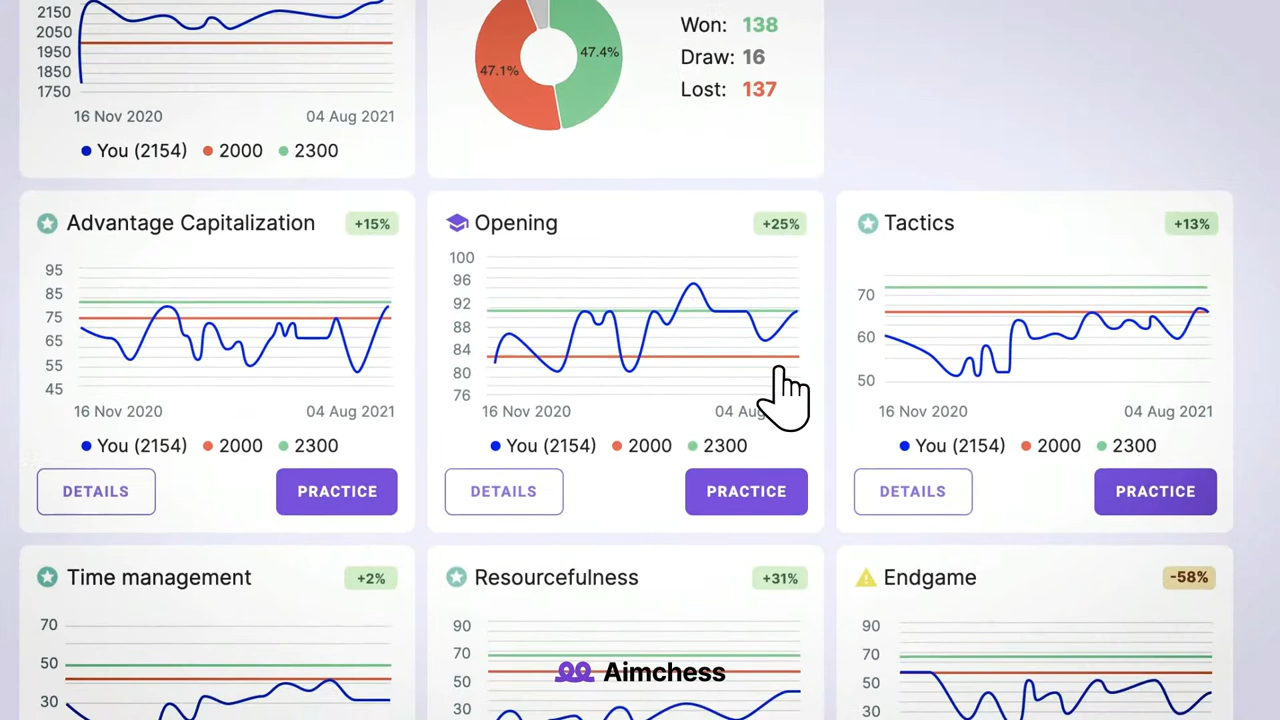 2150
2050
1950
1850
1750
16 Nov 2020 04 Aug 2021
You (2154) 2000 2300
47.4%
47.1%
Won: 138
Draw: 16
Lost: 137
Advantage Capitalization +15%
95
85
75
65
55
45
16 Nov 2020 04 Aug 2021
You (2154) 2000 2300
DETAILS PRACTICE
Opening +25%
100
96
92
88
84
80
76
16 Nov 2020 04 Aug
You (2154) 2000 2300
DETAILS PRACTICE
Tactics +13%
70
60
50
16 Nov 2020 04 Aug 2021
You (2154) 2000 2300
DETAILS PRACTICE
Time management +2%
70
50
30
Resourcefulness +31%
90
70
50
30
Aimchess
Endgame -58%
90
70
50
30